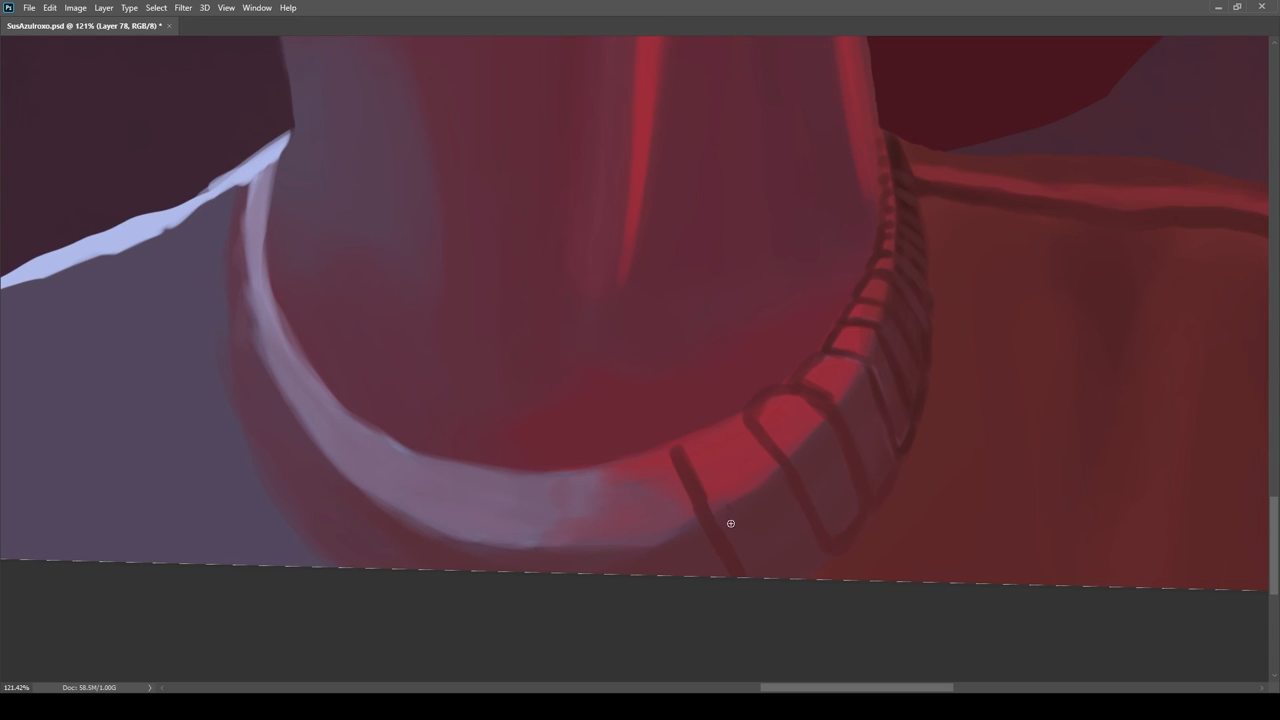 Ps File Edit Image Layer Type Select Filter 3D View Window Help
SusAzulroxo.psd @ 121% (Layer 78, RGB/8) * ×
121.42% Doc: 58.5M/1.00G